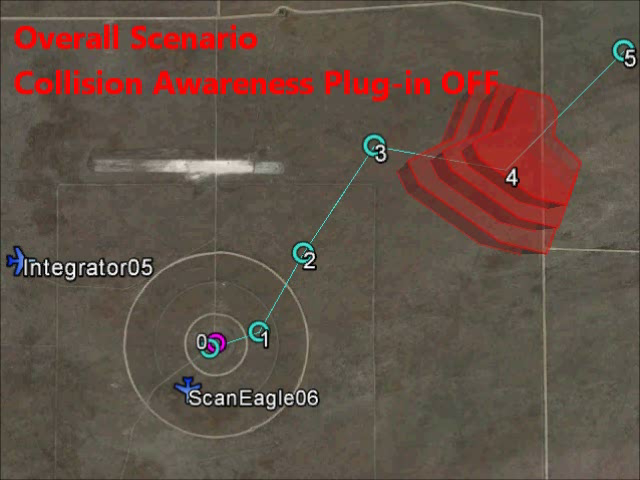 Overall Scenario
Collision Awareness Plug-in OFF
5
3
4
2
Integrator05
0
1
ScanEagle06